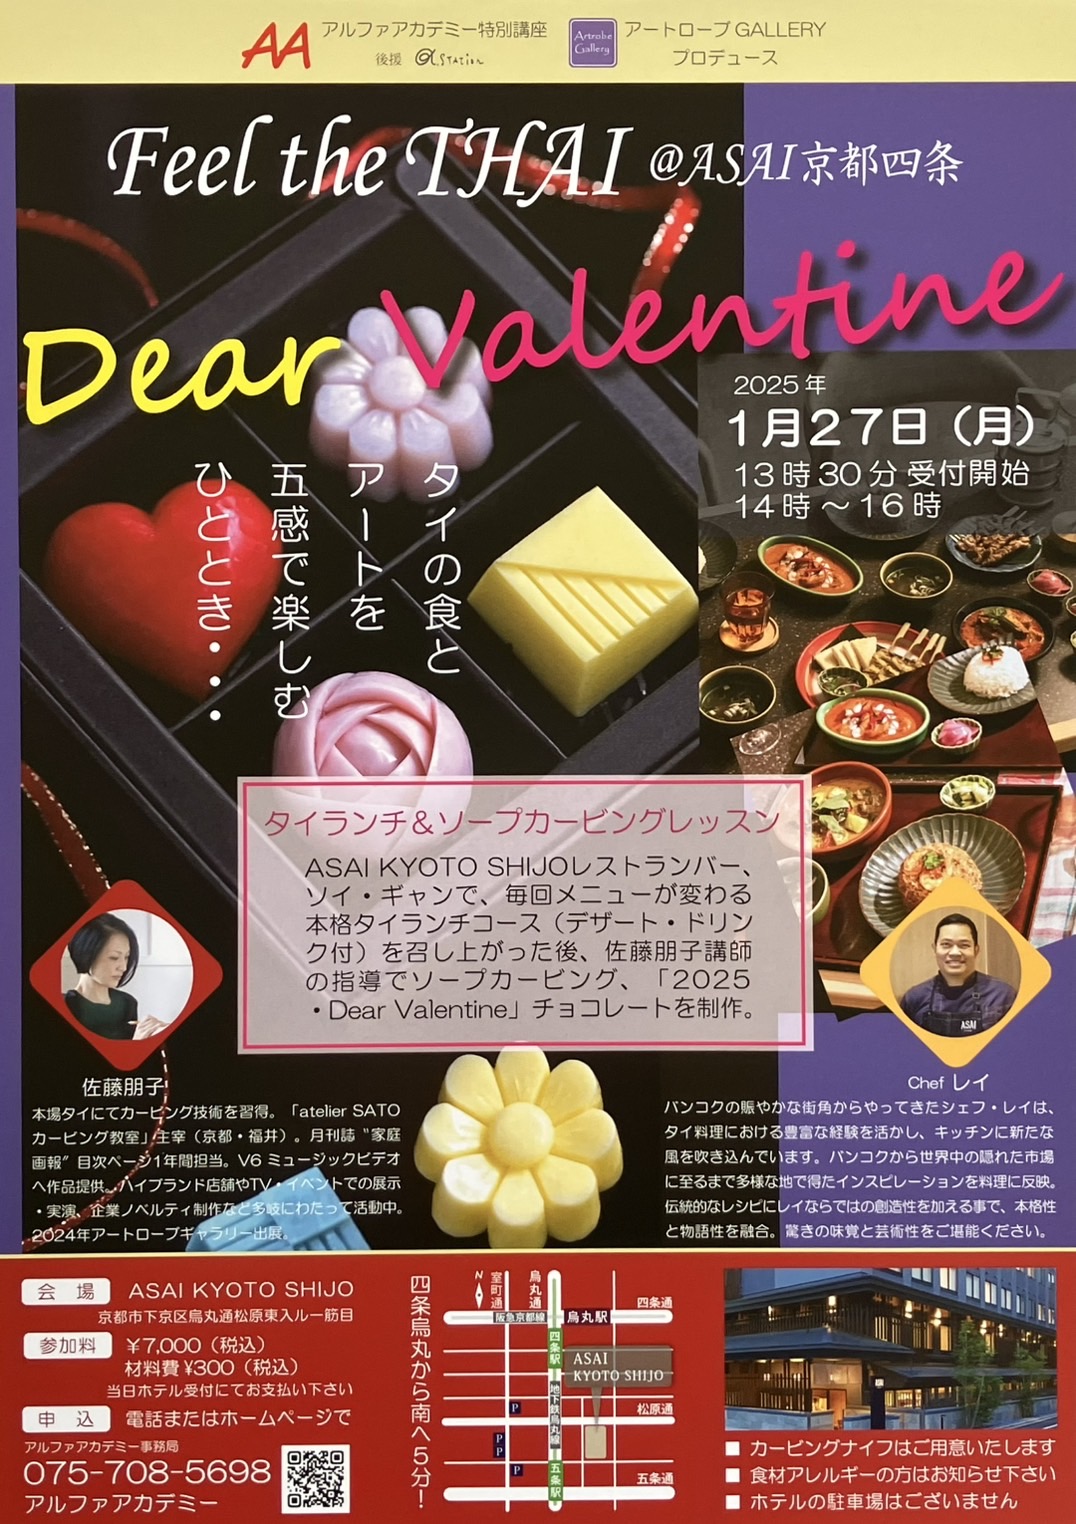 AA
アルファアカデミー特別講座
後援 α.STATION
Artrobe
Gallery
アートローブGALLERY
プロデュース
Feel the THAI @ASAI京都四条
Dear Valentine
2025年
1月27日（月）
13時30分 受付開始
14時～16時
タイの食と
アートを
五感で楽しむ
ひととき・・・
タイランチ＆ソープカービングレッスン
ASAI KYOTO SHIJOレストランバー、
ソイ・ギャンで、毎回メニューが変わる
本格タイランチコース（デザート・ドリン
ク付）を召し上がった後、佐藤朋子講師
の指導でソープカービング、「2025
・Dear Valentine」チョコレートを制作。
佐藤朋子
本場タイにてカービング技術を習得。「atelier SATO
カービング教室」主宰（京都・福井）。月刊誌“家庭
画報”目次ページ1年間担当。V6 ミュージックビデオ
へ作品提供。ハイブランド店舗やTV・イベントでの展示
・実演、企業ノベルティ制作など多岐にわたって活動中。
2024年アートローブギャラリー出展。
ASAI
Chef レイ
バンコクの賑やかな街角からやってきたシェフ・レイは、
タイ料理における豊富な経験を活かし、キッチンに新たな
風を吹き込んでいます。バンコクから世界中の隠れた市場
に至るまで多様な地で得たインスピレーションを料理に反映。
伝統的なレシピにレイならではの創造性を加える事で、本格性
と物語性を融合。驚きの味覚と芸術性をご堪能ください。
会場 ASAI KYOTO SHIJO
京都市下京区烏丸通松原東入ル一筋目
参加料 ￥7,000（税込）
材料費 ¥300（税込）
当日ホテル受付にてお支払い下さい
申込 電話またはホームページで
アルファアカデミー事務局
075-708-5698
アルファアカデミー
四条烏丸から南へ5分！
N
室町通
烏丸通
四条通
阪急京都線 烏丸駅
四条駅
ASAI
KYOTO SHIJO
地下鉄烏丸線
松原通
P
P
P
P
五条駅
五条通
■ カービングナイフはご用意いたします
■ 食材アレルギーの方はお知らせ下さい
■ ホテルの駐車場はございません